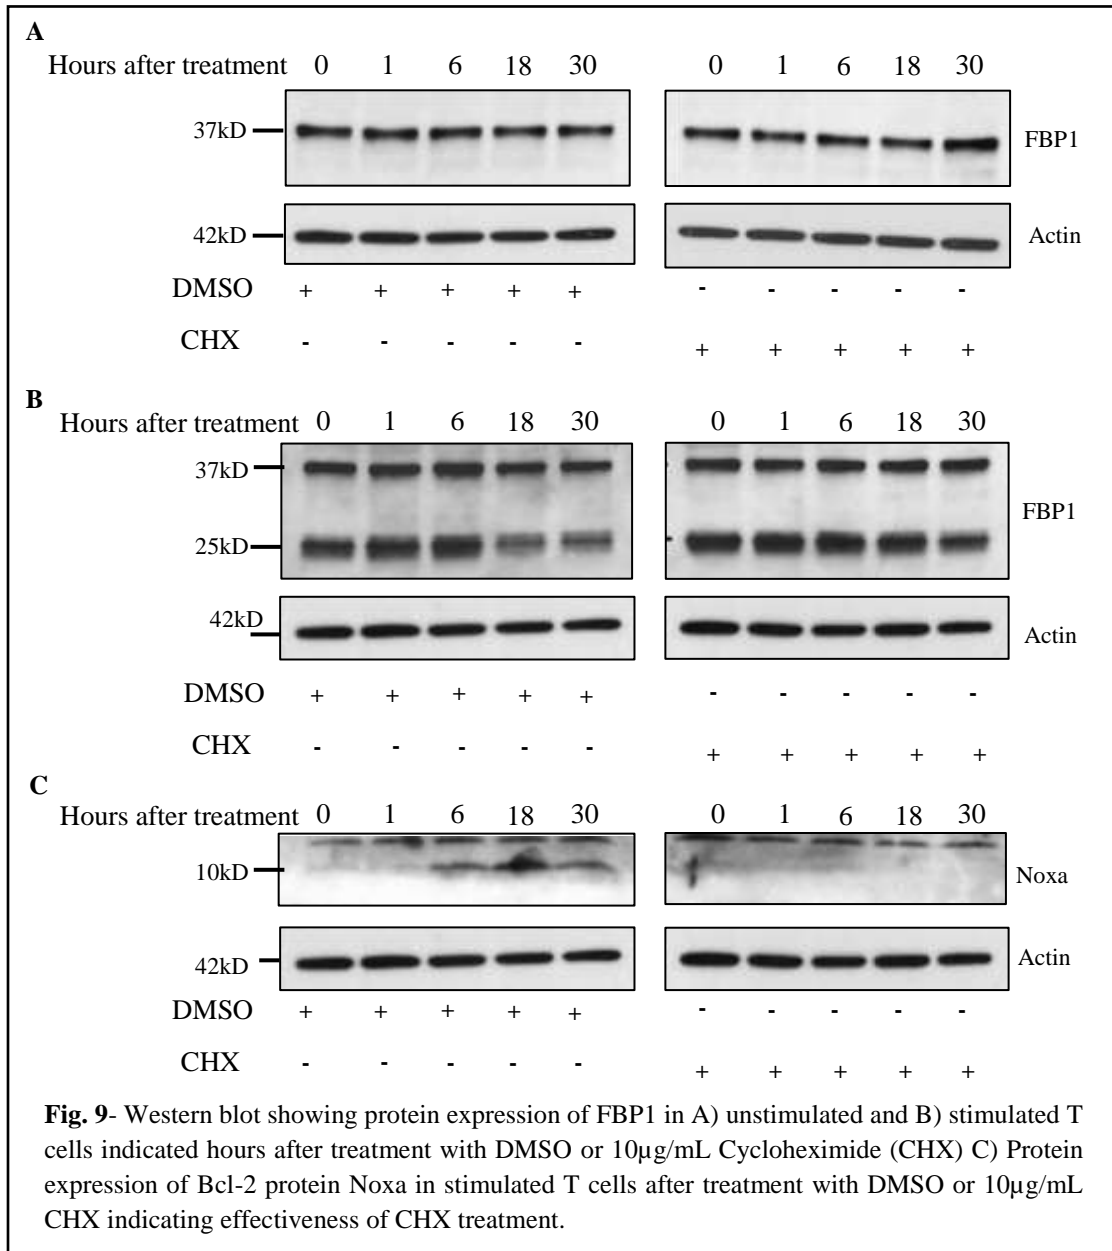 A
Hours after treatment 0 1 6 18 30 0 1 6 18 30
37kD FBP1
42kD Actin
DMSO + + + + + - - - - -
CHX - - - - - + + + + +
B
Hours after treatment 0 1 6 18 30 0 1 6 18 30
37kD
FBP1
25kD
42kD
Actin
DMSO + + + + + - - - - -
CHX - - - - - + + + + +
C
Hours after treatment 0 1 6 18 30 0 1 6 18 30
10kD Noxa
42kD Actin
DMSO + + + + + - - - - -
CHX - - - - - + + + + +
Fig. 9- Western blot showing protein expression of FBP1 in A) unstimulated and B) stimulated T
cells indicated hours after treatment with DMSO or 10µg/mL Cycloheximide (CHX) C) Protein
expression of Bcl-2 protein Noxa in stimulated T cells after treatment with DMSO or 10µg/mL
CHX indicating effectiveness of CHX treatment.